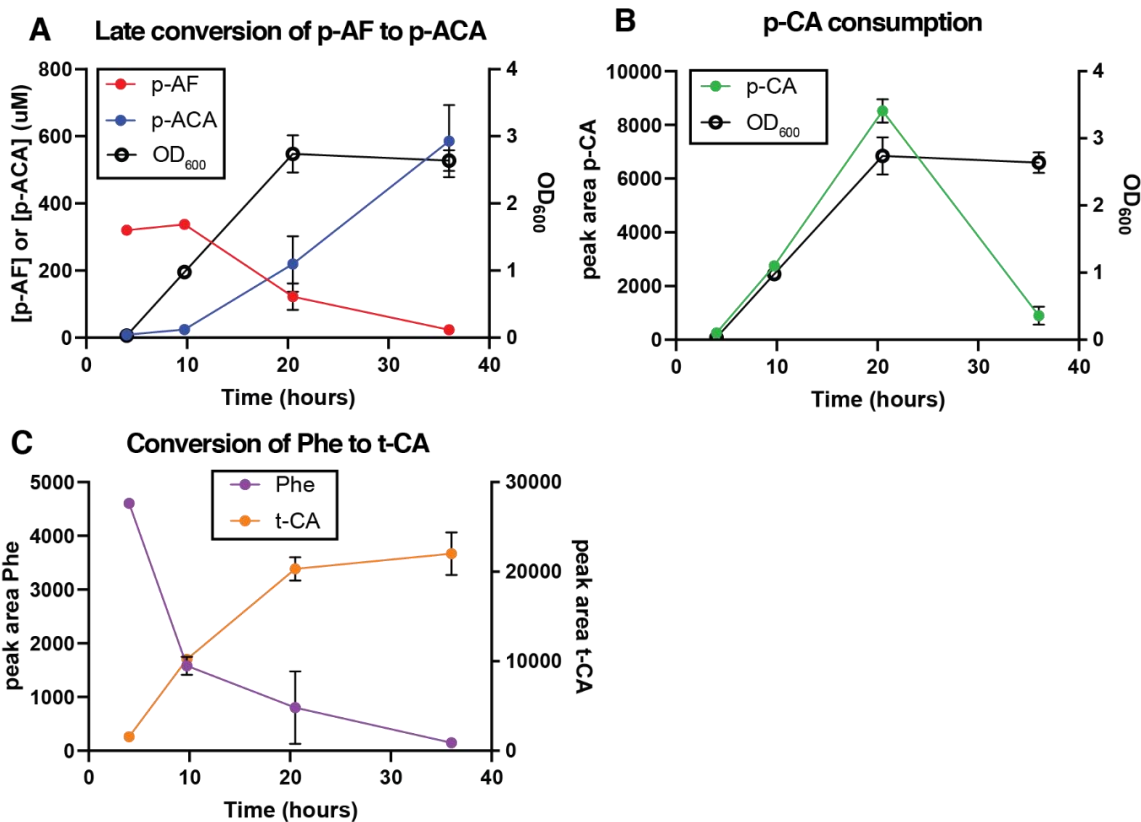 A Late conversion of p-AF to p-ACA
800
600
400
200
0
[p-AF] or [p-ACA] (uM)
p-AF
p-ACA
OD600
4
3
2
1
0
OD600
0 10 20 30 40
Time (hours)
B p-CA consumption
10000
8000
6000
4000
2000
0
peak area p-CA
p-CA
OD600
4
3
2
1
0
OD600
0 10 20 30 40
Time (hours)
C Conversion of Phe to t-CA
5000
4000
3000
2000
1000
0
peak area Phe
Phe
t-CA
30000
20000
10000
0
peak area t-CA
0 10 20 30 40
Time (hours)